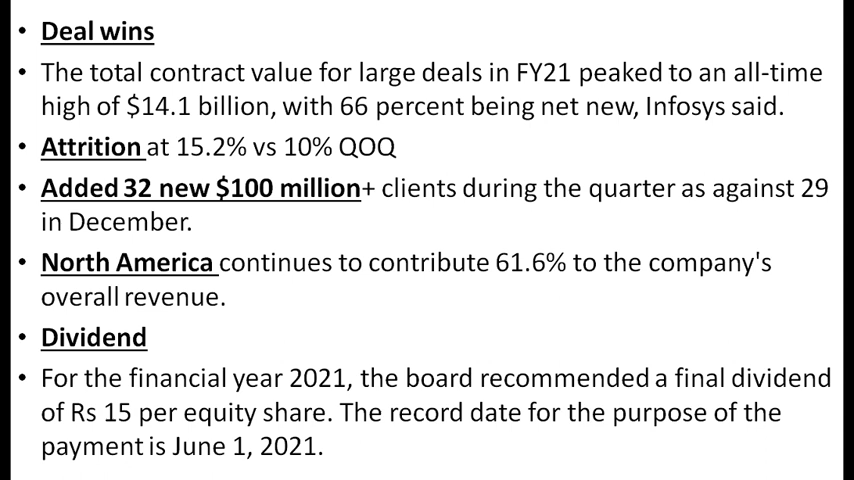 • Deal wins
• The total contract value for large deals in FY21 peaked to an all-time
high of $14.1 billion, with 66 percent being net new, Infosys said.
• Attrition at 15.2% vs 10% QOQ
• Added 32 new $100 million+ clients during the quarter as against 29
in December.
• North America continues to contribute 61.6% to the company's
overall revenue.
• Dividend
• For the financial year 2021, the board recommended a final dividend
of Rs 15 per equity share. The record date for the purpose of the
payment is June 1, 2021.